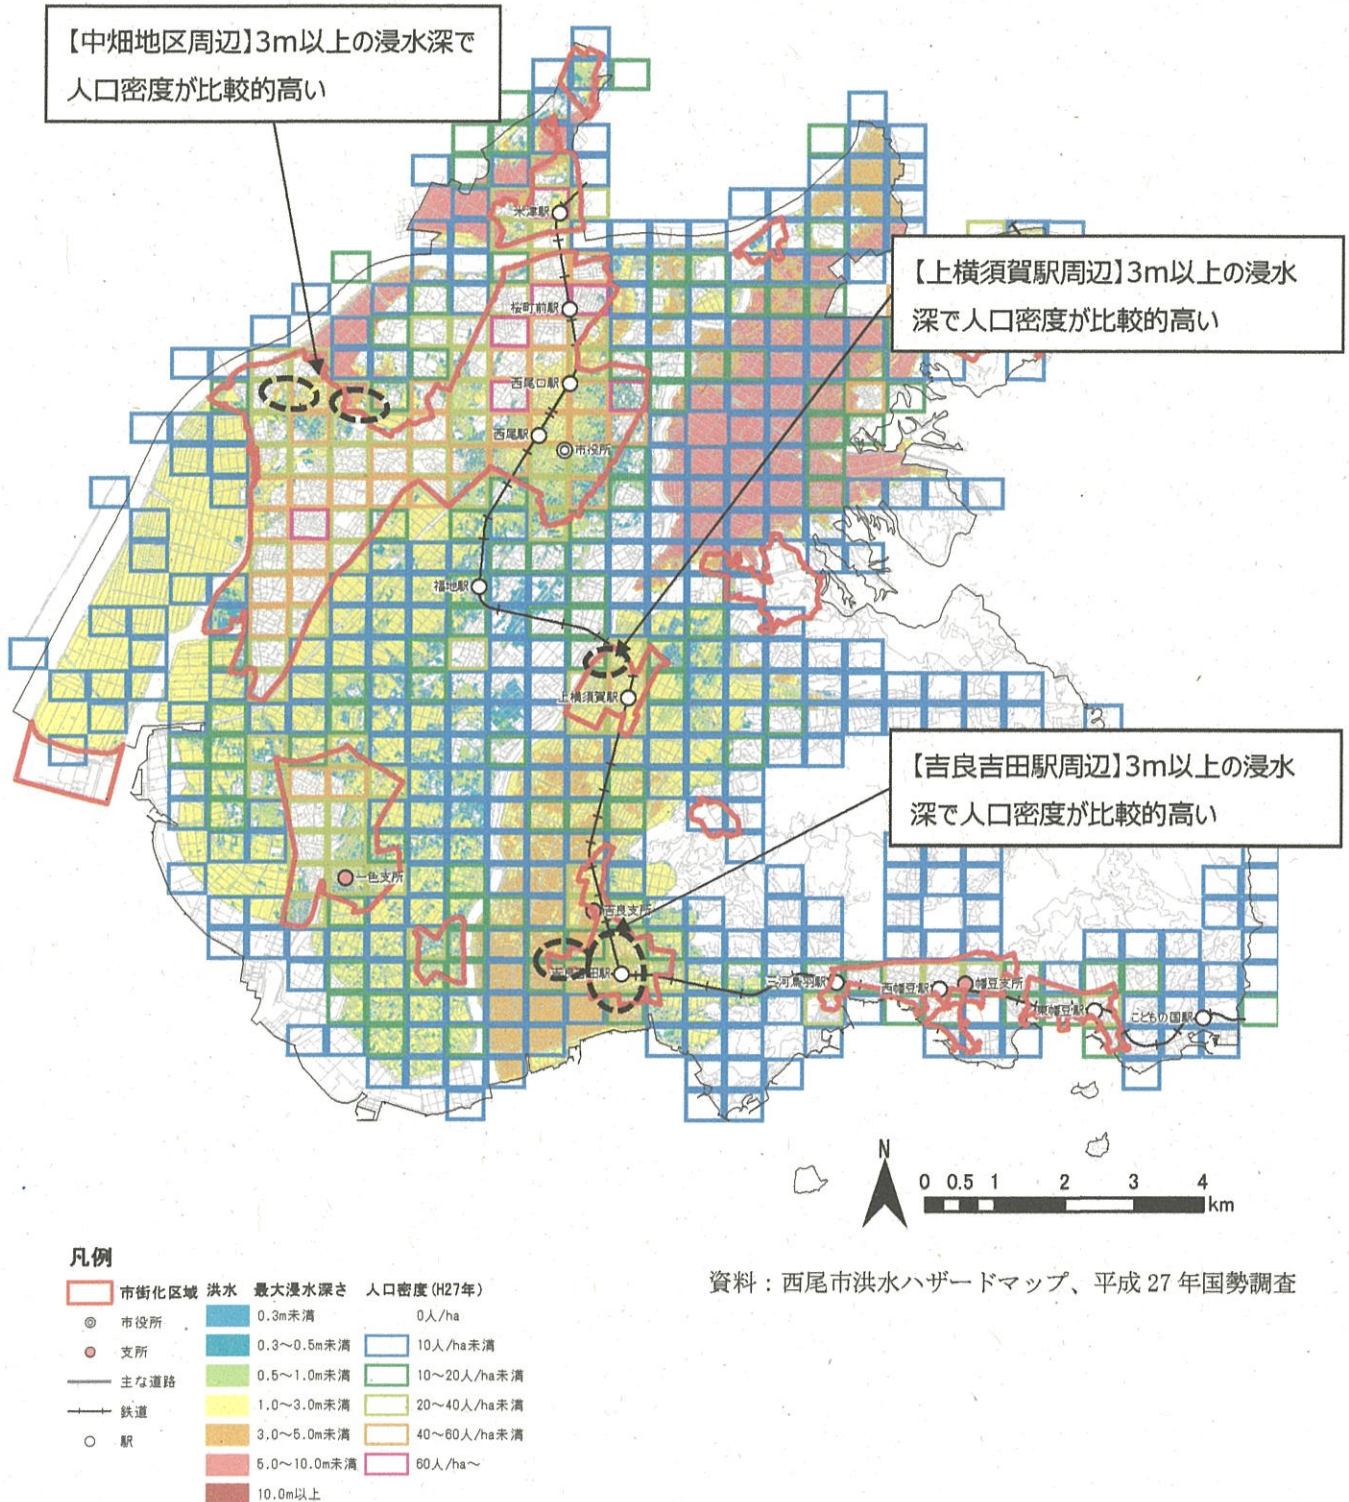 【中畑地区周辺】3m以上の浸水深で
人口密度が比較的高い
米津駅
【上横須賀駅周辺】3m以上の浸水
深で人口密度が比較的高い
桜町前駅
西尾口駅
西尾駅
市役所
福地駅
上横須賀駅
【吉良吉田駅周辺】3m以上の浸水
深で人口密度が比較的高い
一色支所
吉良支所
吉良吉田駅
三河鳥羽駅
西幡豆駅
幡豆支所
東幡豆駅
こどもの国駅
N
0 0.5 1 2 3 4
km
凡例
市街化区域 洪水 最大浸水深さ 人口密度(H27年)
市役所 0.3m未満 0人/ha
支所 0.3～0.5m未満 10人/ha未満
主な道路 0.5～1.0m未満 10～20人/ha未満
鉄道 1.0～3.0m未満 20～40人/ha未満
駅 3.0～5.0m未満 40～60人/ha未満
5.0～10.0m未満 60人/ha～
10.0m以上
資料：西尾市洪水ハザードマップ、平成27年国勢調査